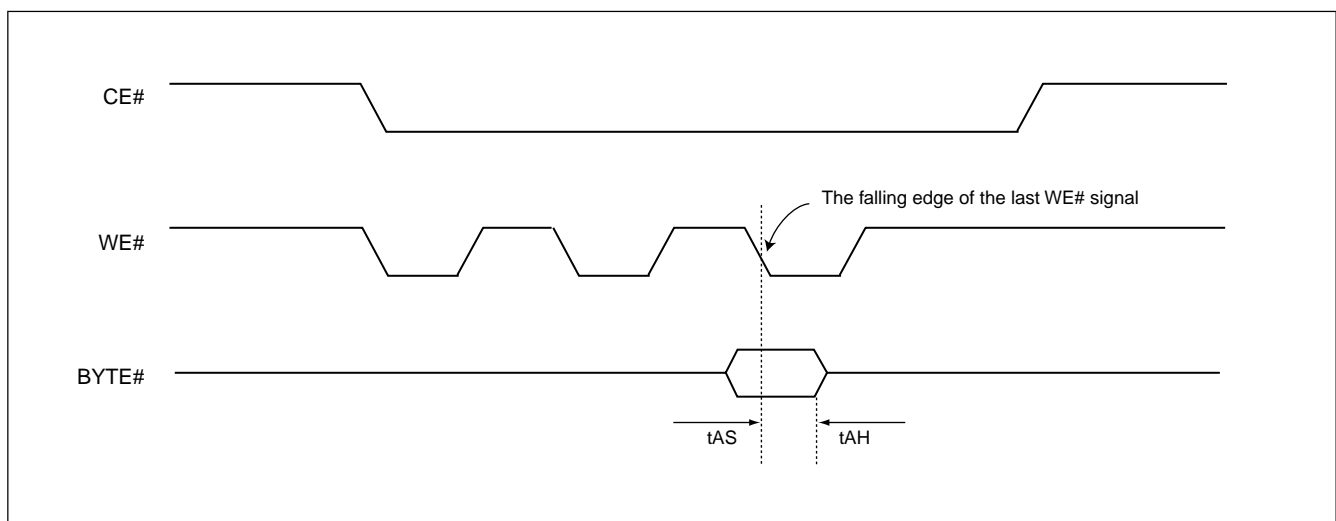 CE#
The falling edge of the last WE# signal
WE#
BYTE#
tAS
tAH